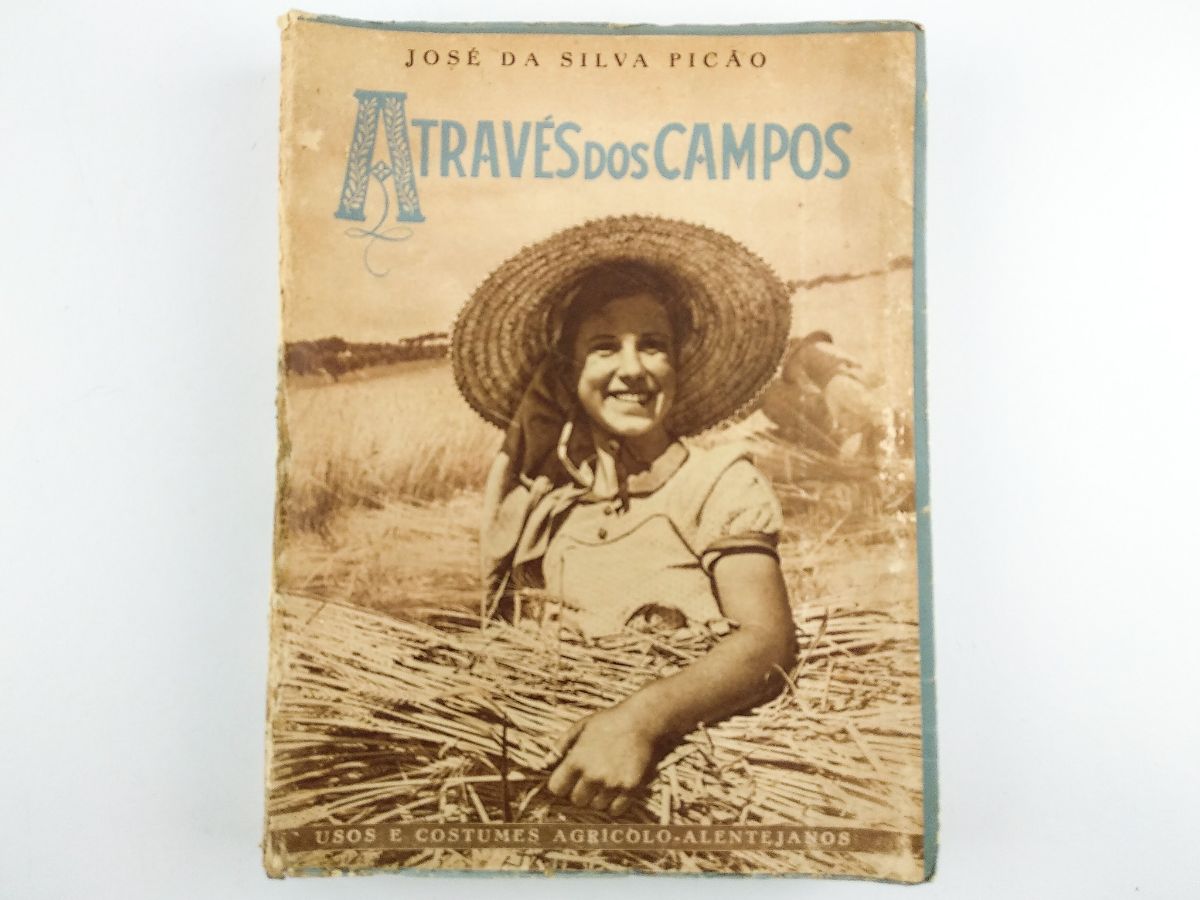 JOSÉ DA SILVA PICÃO
ATRAVÉS DOS CAMPOS
USOS E COSTUMES AGRÍCOLO-ALENTEJANOS